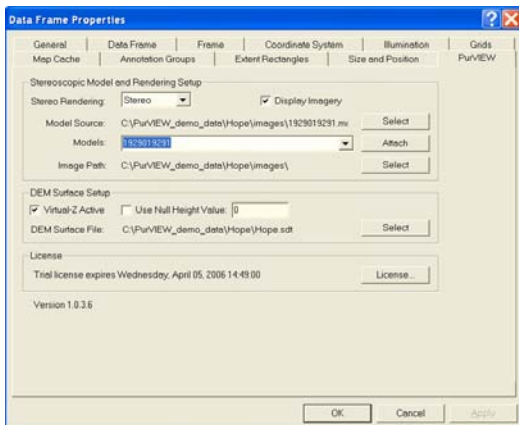 Data Frame Properties
General Data Frame Frame Coordinate System Illumination Grids
Map Cache Annotation Groups Extent Rectangles Size and Position PurVIEW
Stereoscopic Model and Rendering Setup
Stereo Rendering: Stereo Display Imagery
Model Source: C:\PurVIEW_demo_data\Hope\images\1929019291.mo Select
Models: 1929019291 Attach
Image Path: C:\PurVIEW_demo_data\Hope\images\ Select
DEM Surface Setup
Virtual-Z Active Use Null Height Value: 0
DEM Surface File: C:\PurVIEW_demo_data\Hope\Hope.sdt Select
License
Trial license expires Wednesday, April 05, 2006 14:49:00 License...
Version 1.0.3.6
OK Cancel Apply